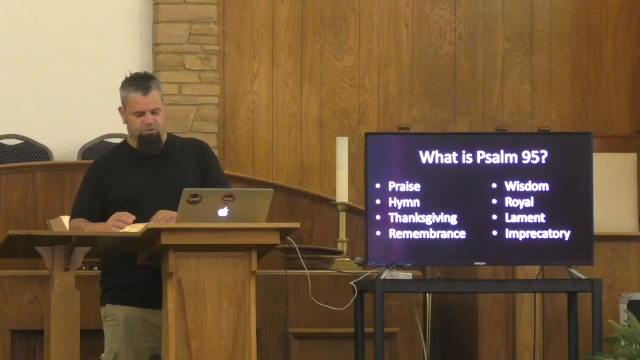 What is Psalm 95?
• Praise
• Hymn
• Thanksgiving
• Remembrance
• Wisdom
• Royal
• Lament
• Imprecatory